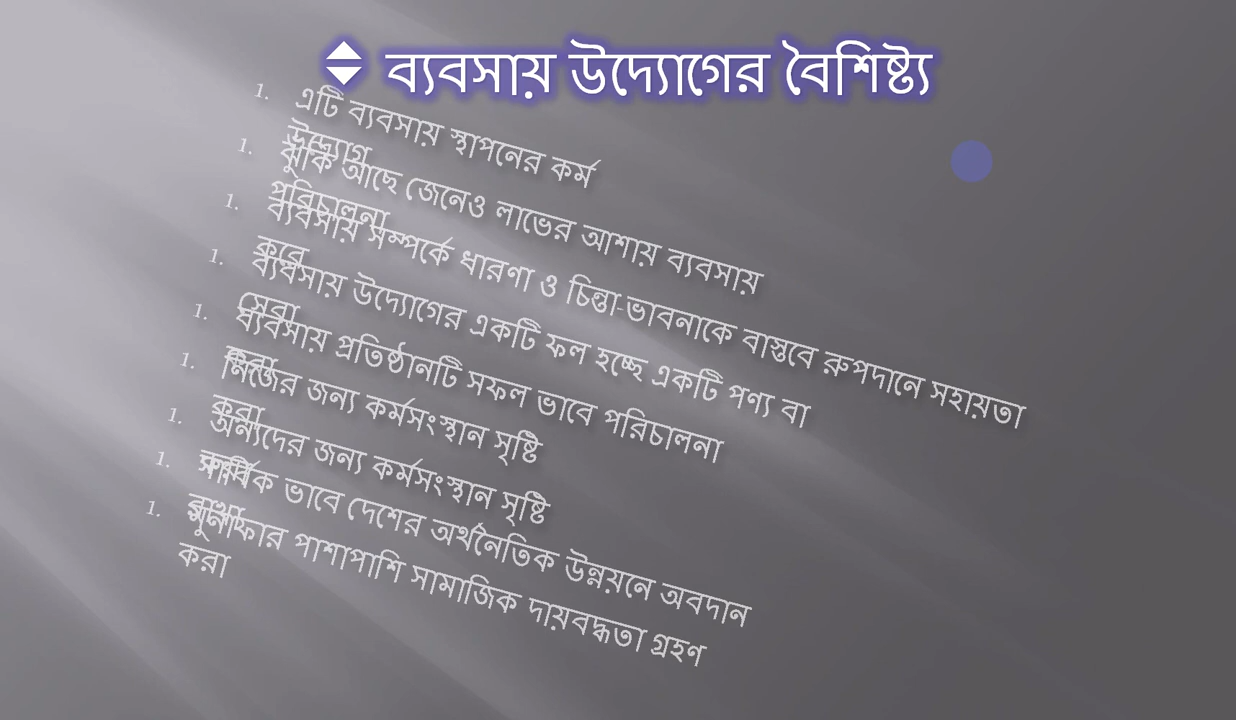 ব্যবসায় উদ্যোগের বৈশিষ্ট্য
1. এটি ব্যবসায় স্থাপনের কর্ম
উদ্যোগ
1. ঝুঁকি আছে জেনেও লাভের আশায় ব্যবসায়
পরিচালনা
1. ব্যবসায় সম্পর্কে ধারণা ও চিন্তা-ভাবনাকে বাস্তবে রুপদানে সহায়তা
করে
1. ব্যবসায় উদ্যোগের একটি ফল হচ্ছে একটি পণ্য বা
সেবা
1. ব্যবসায় প্রতিষ্ঠানটি সফল ভাবে পরিচালনা
করা
1. নিজের জন্য কর্মসংস্থান সৃষ্টি
করা
1. অন্যদের জন্য কর্মসংস্থান সৃষ্টি
করা
1. সার্বিক ভাবে দেশের অর্থনৈতিক উন্নয়নে অবদান
রাখা
1. মুনাফার পাশাপাশি সামাজিক দায়বদ্ধতা গ্রহণ
করা